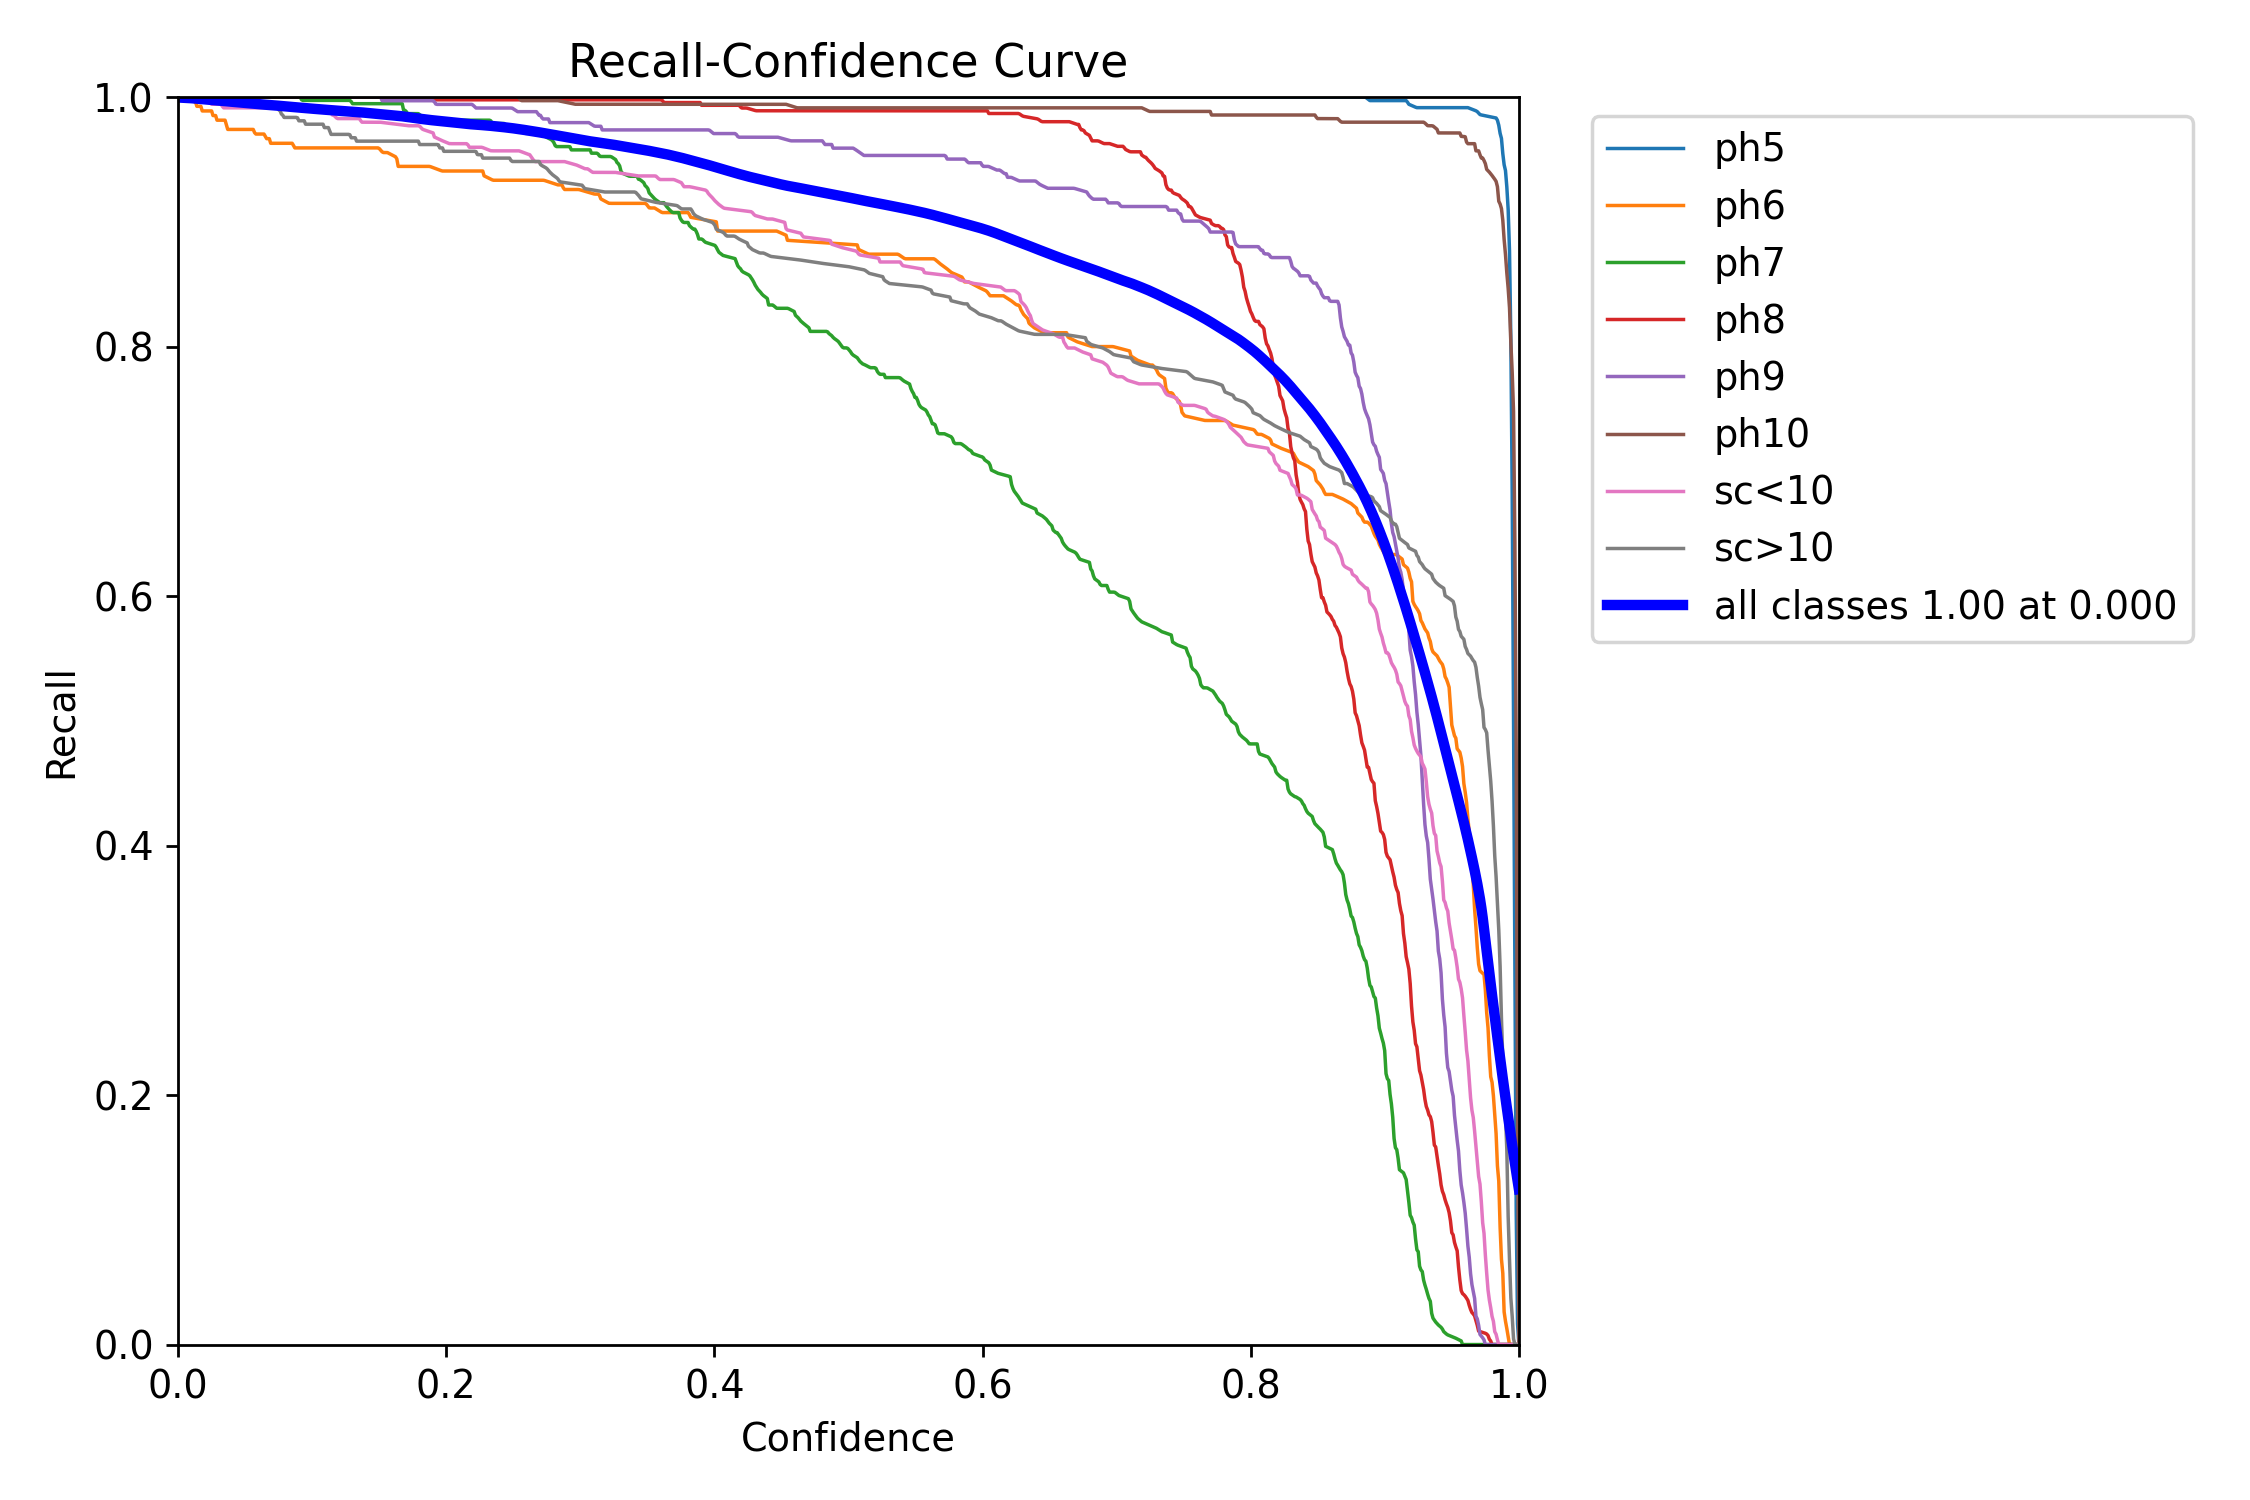 Recall-Confidence Curve
1.0
0.8
0.6
0.4
0.2
0.0
Recall
0.0 0.2 0.4 0.6 0.8 1.0
Confidence
ph5
ph6
ph7
ph8
ph9
ph10
sc<10
sc>10
all classes 1.00 at 0.000